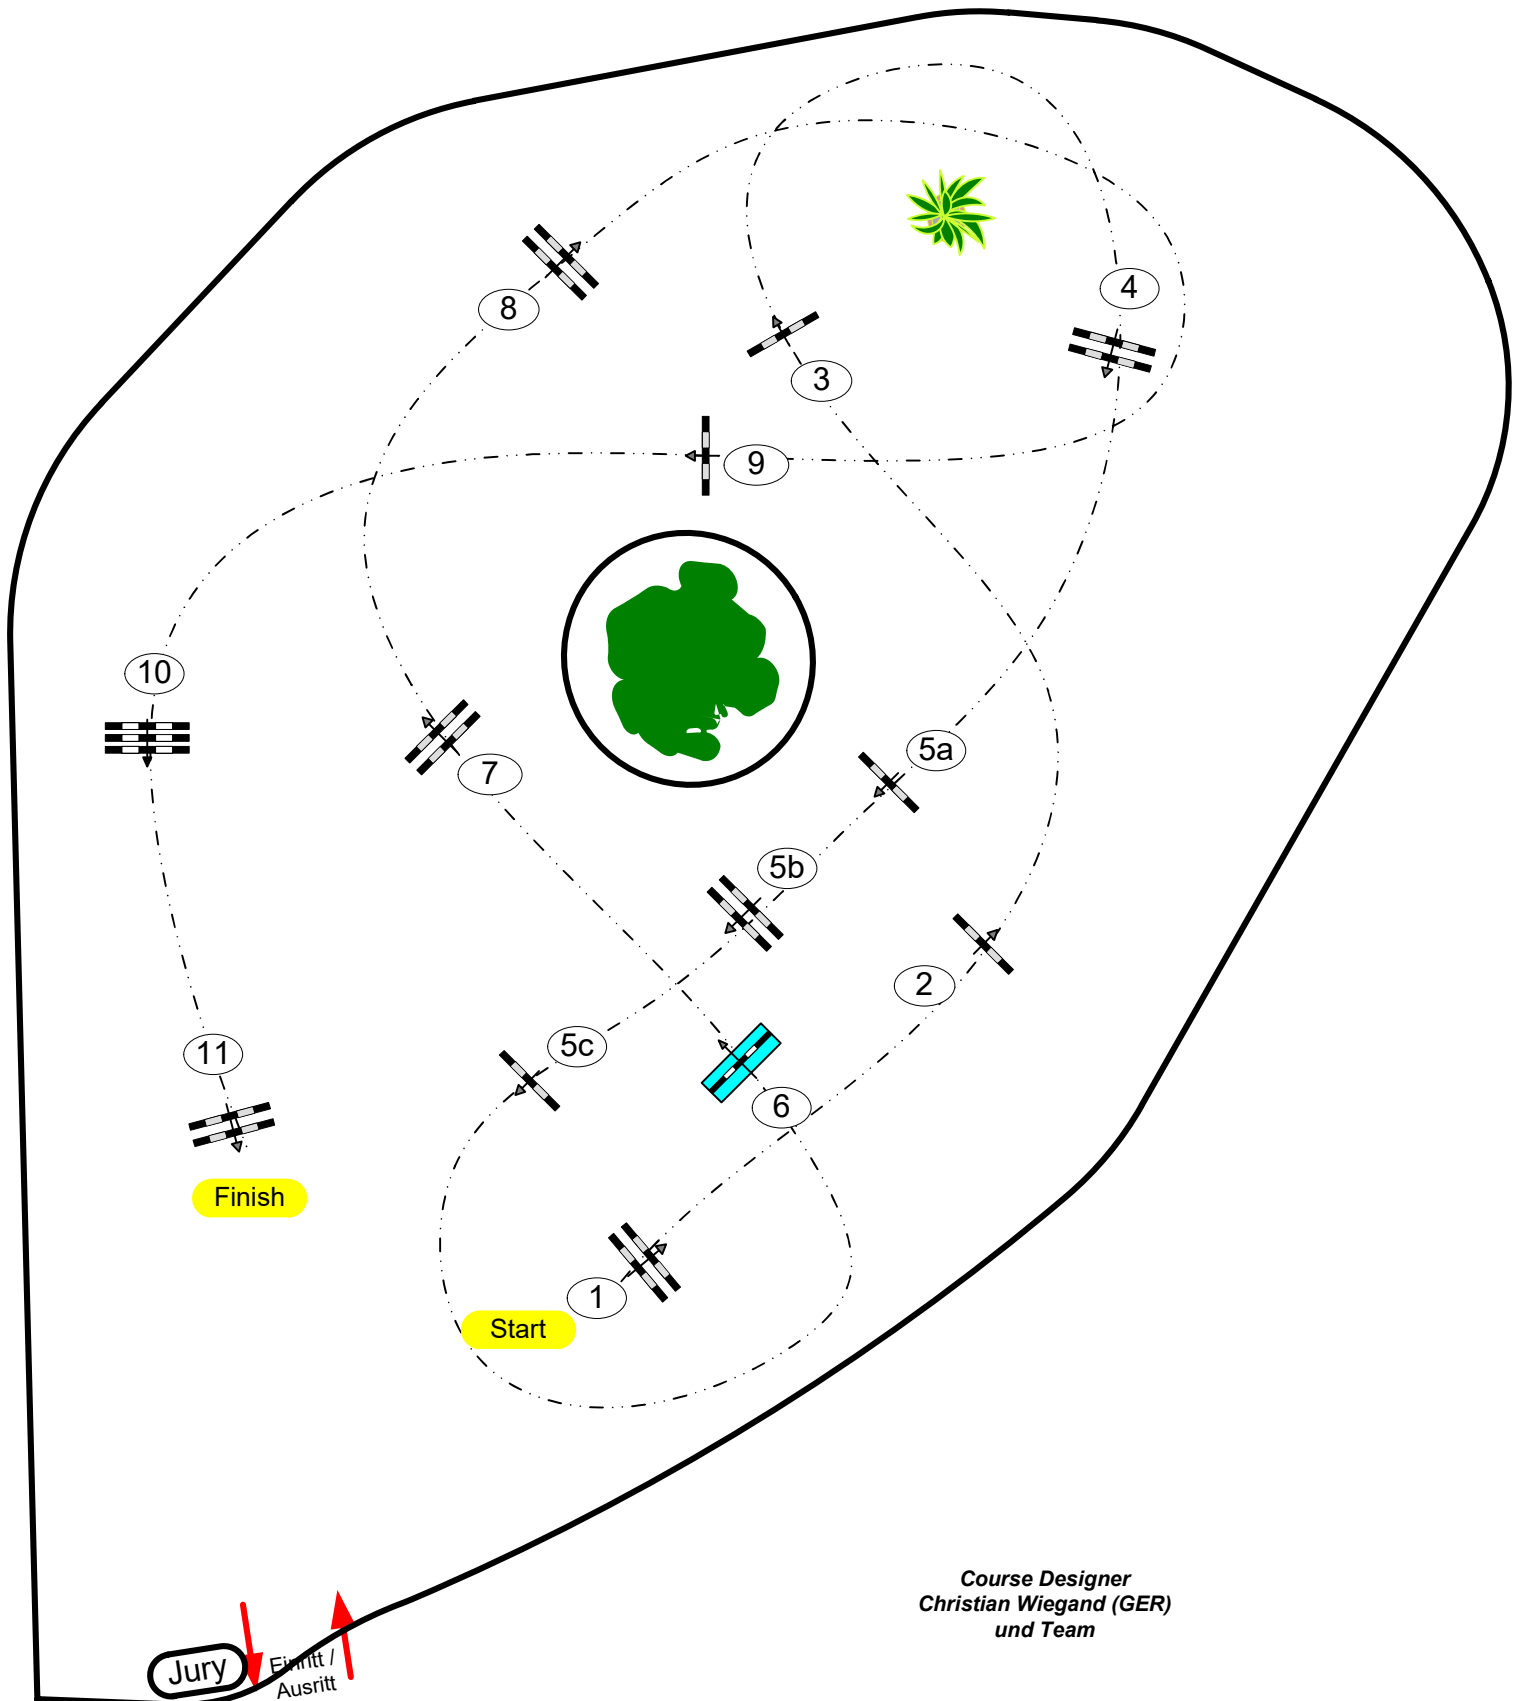 8
4
3
9
10
5a
7
5b
2
5c
11
6
Finish
1
Start
Course Designer
Christian Wiegand (GER)
und Team
Jury
Einritt /
Ausritt